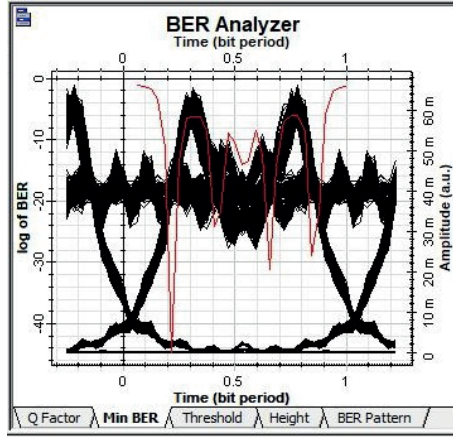 BER Analyzer
Time (bit period)
0 0.5 1
0
-10
-20
-30
40
log of BER
60 m
50 m
40 m
30 m
20 m
10 m
0
Amplitude (a.u.)
0 0.5 1
Time (bit period)
Q Factor Min BER Threshold Height BER Pattern